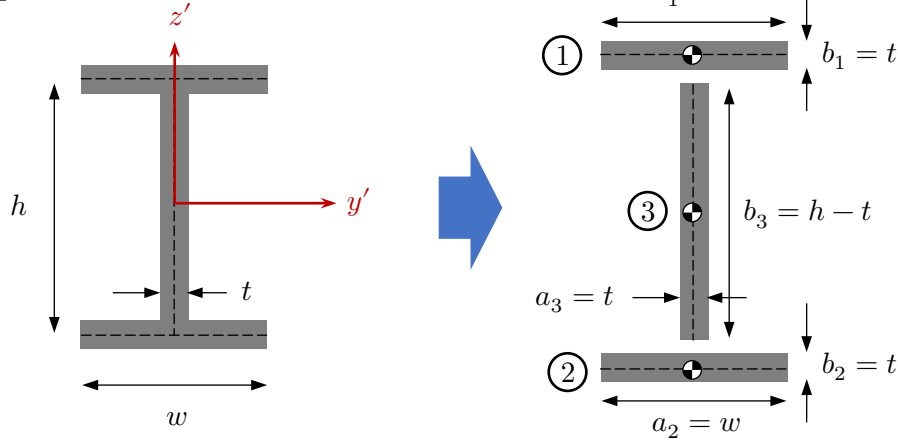 z′
y′
h
t
w
1
b₁ = t
3
b₃ = h − t
a₃ = t
2
b₂ = t
a₂ = w